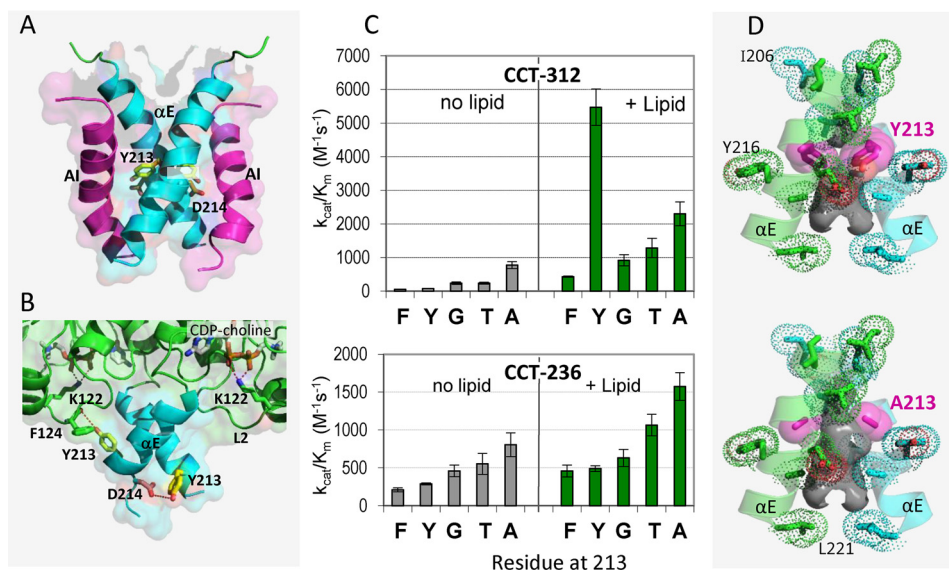 A
αE
Y213
AI
AI
D214
B
CDP-choline
K122
K122
F124
αE
L2
Y213
D214
Y213
C
7000
6000
5000
4000
3000
2000
1000
0
kcat/Km (M-1s-1)
CCT-312
no lipid
+ Lipid
F Y G T A F Y G T A
2000
1500
1000
500
0
kcat/Km (M-1s-1)
CCT-236
no lipid
+ Lipid
F Y G T A F Y G T A
Residue at 213
D
I206
Y213
Y216
αE
αE
A213
αE
αE
L221